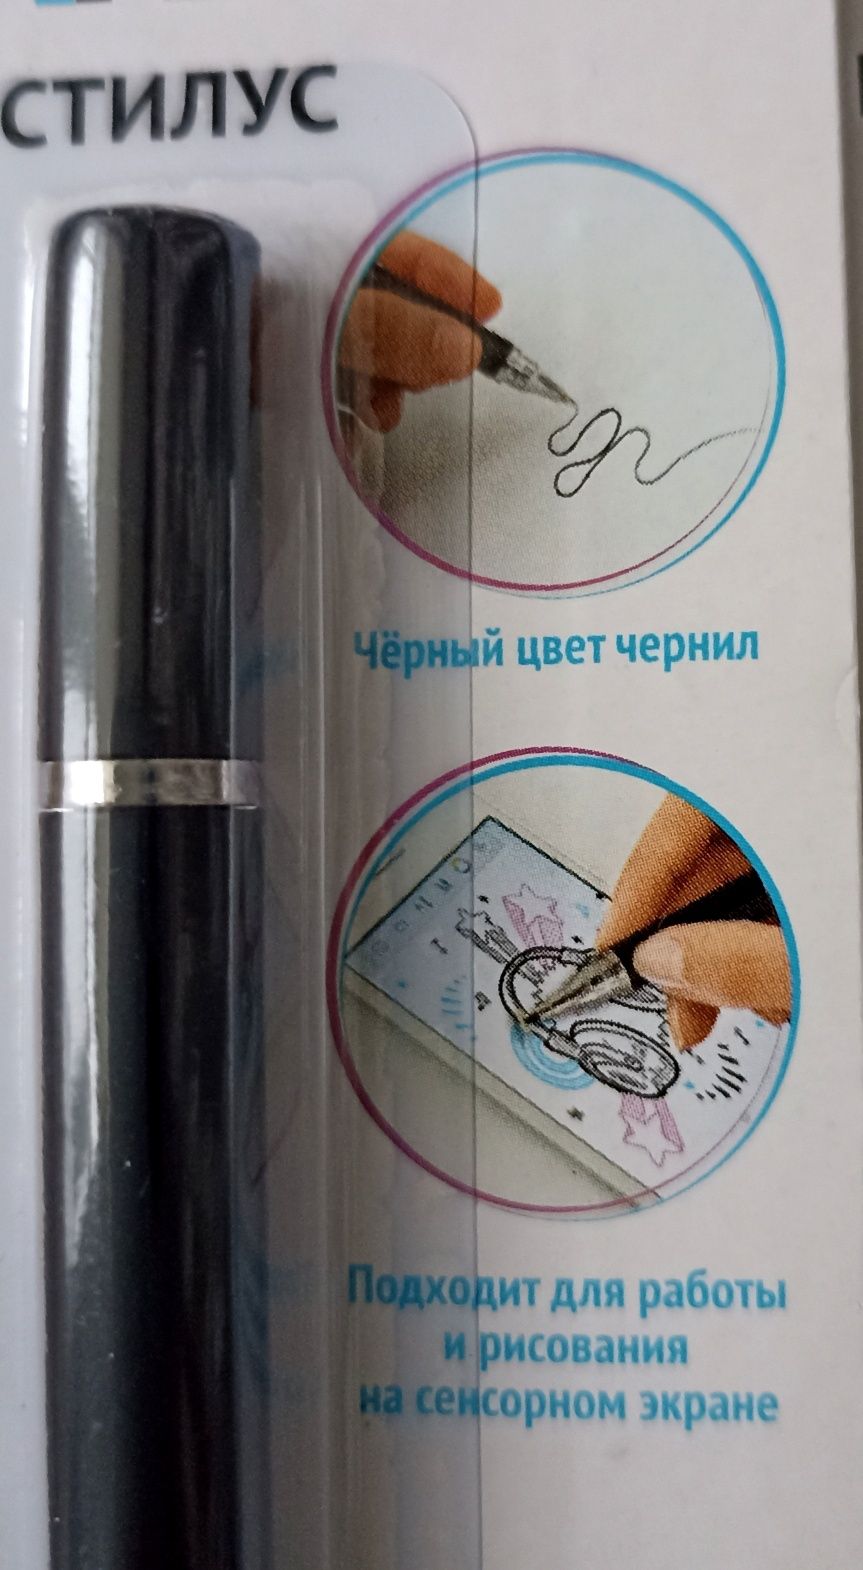 СТИЛУС
Чёрный цвет чернил
Подходит для работы
и рисования
на сенсорном экране